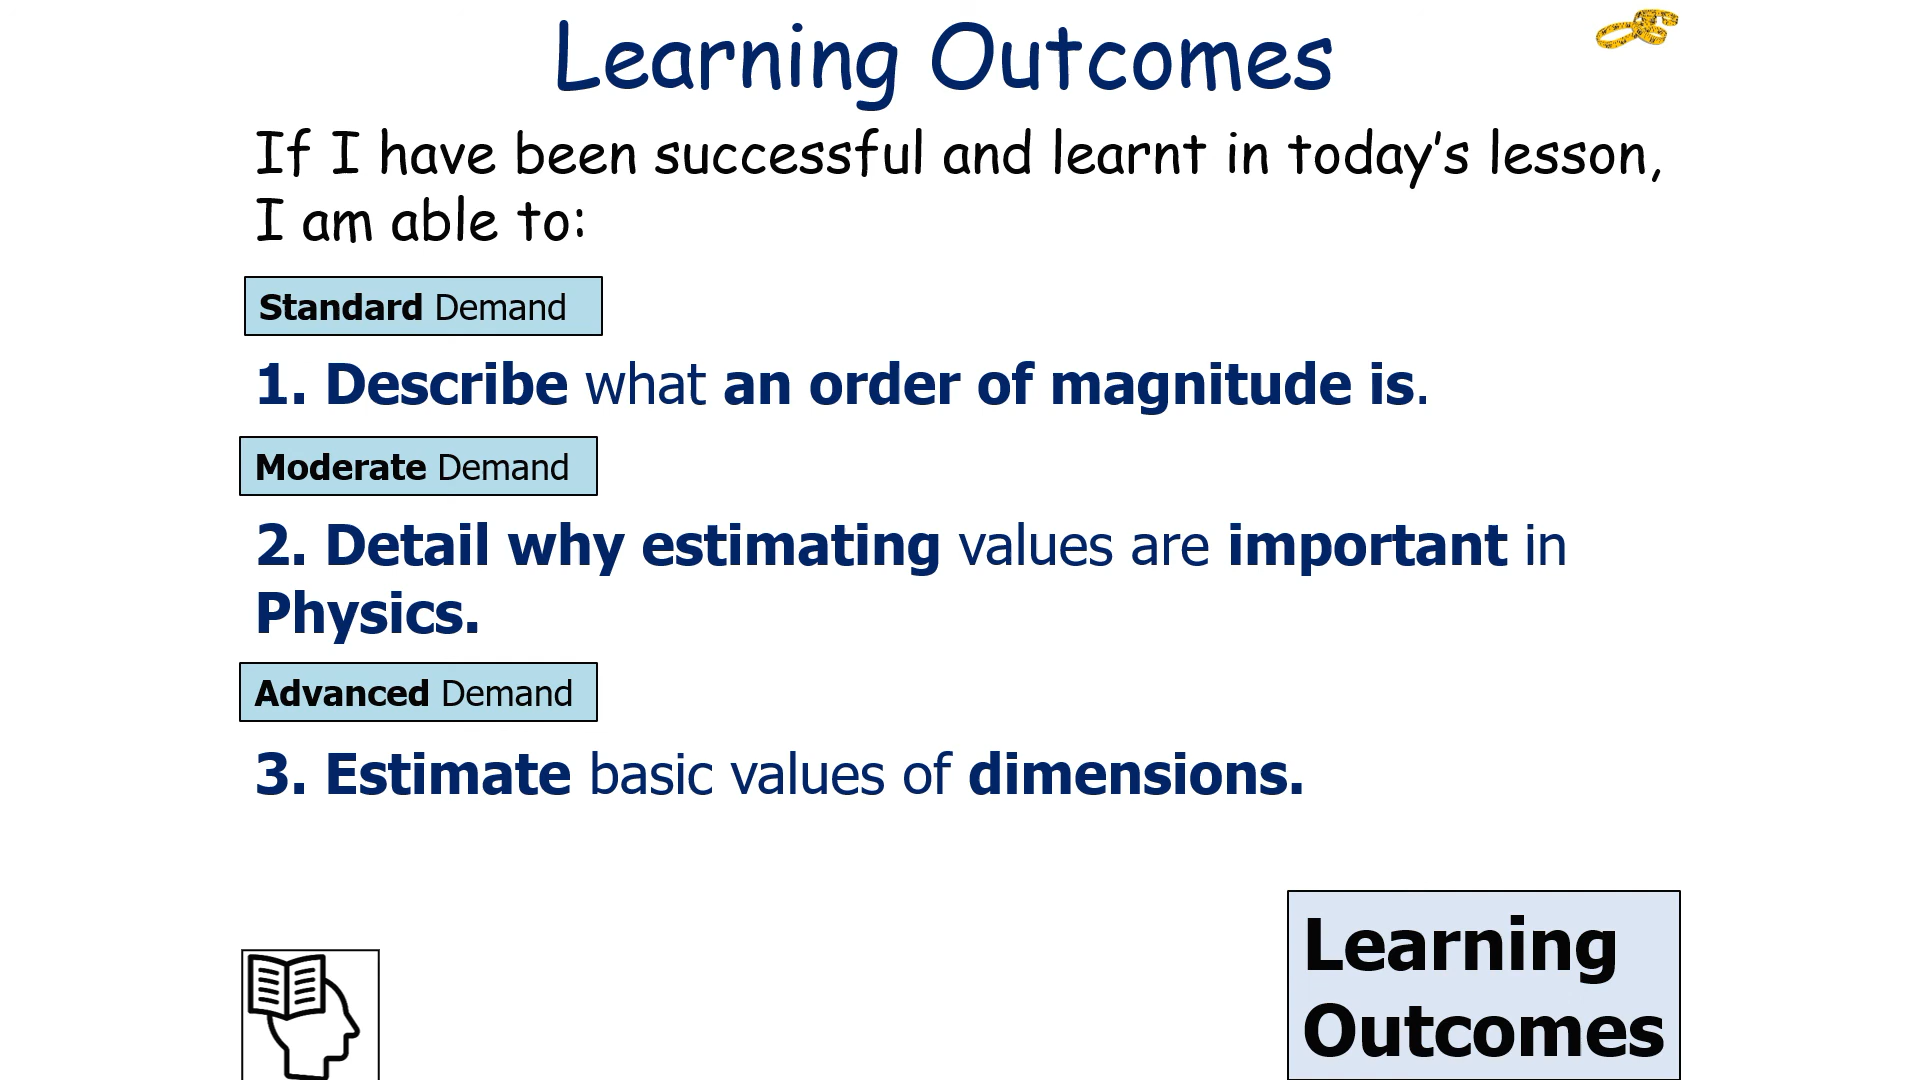 Learning Outcomes
If I have been successful and learnt in today’s lesson,
I am able to:
Standard Demand
1. Describe what an order of magnitude is.
Moderate Demand
2. Detail why estimating values are important in
Physics.
Advanced Demand
3. Estimate basic values of dimensions.
Learning
Outcomes